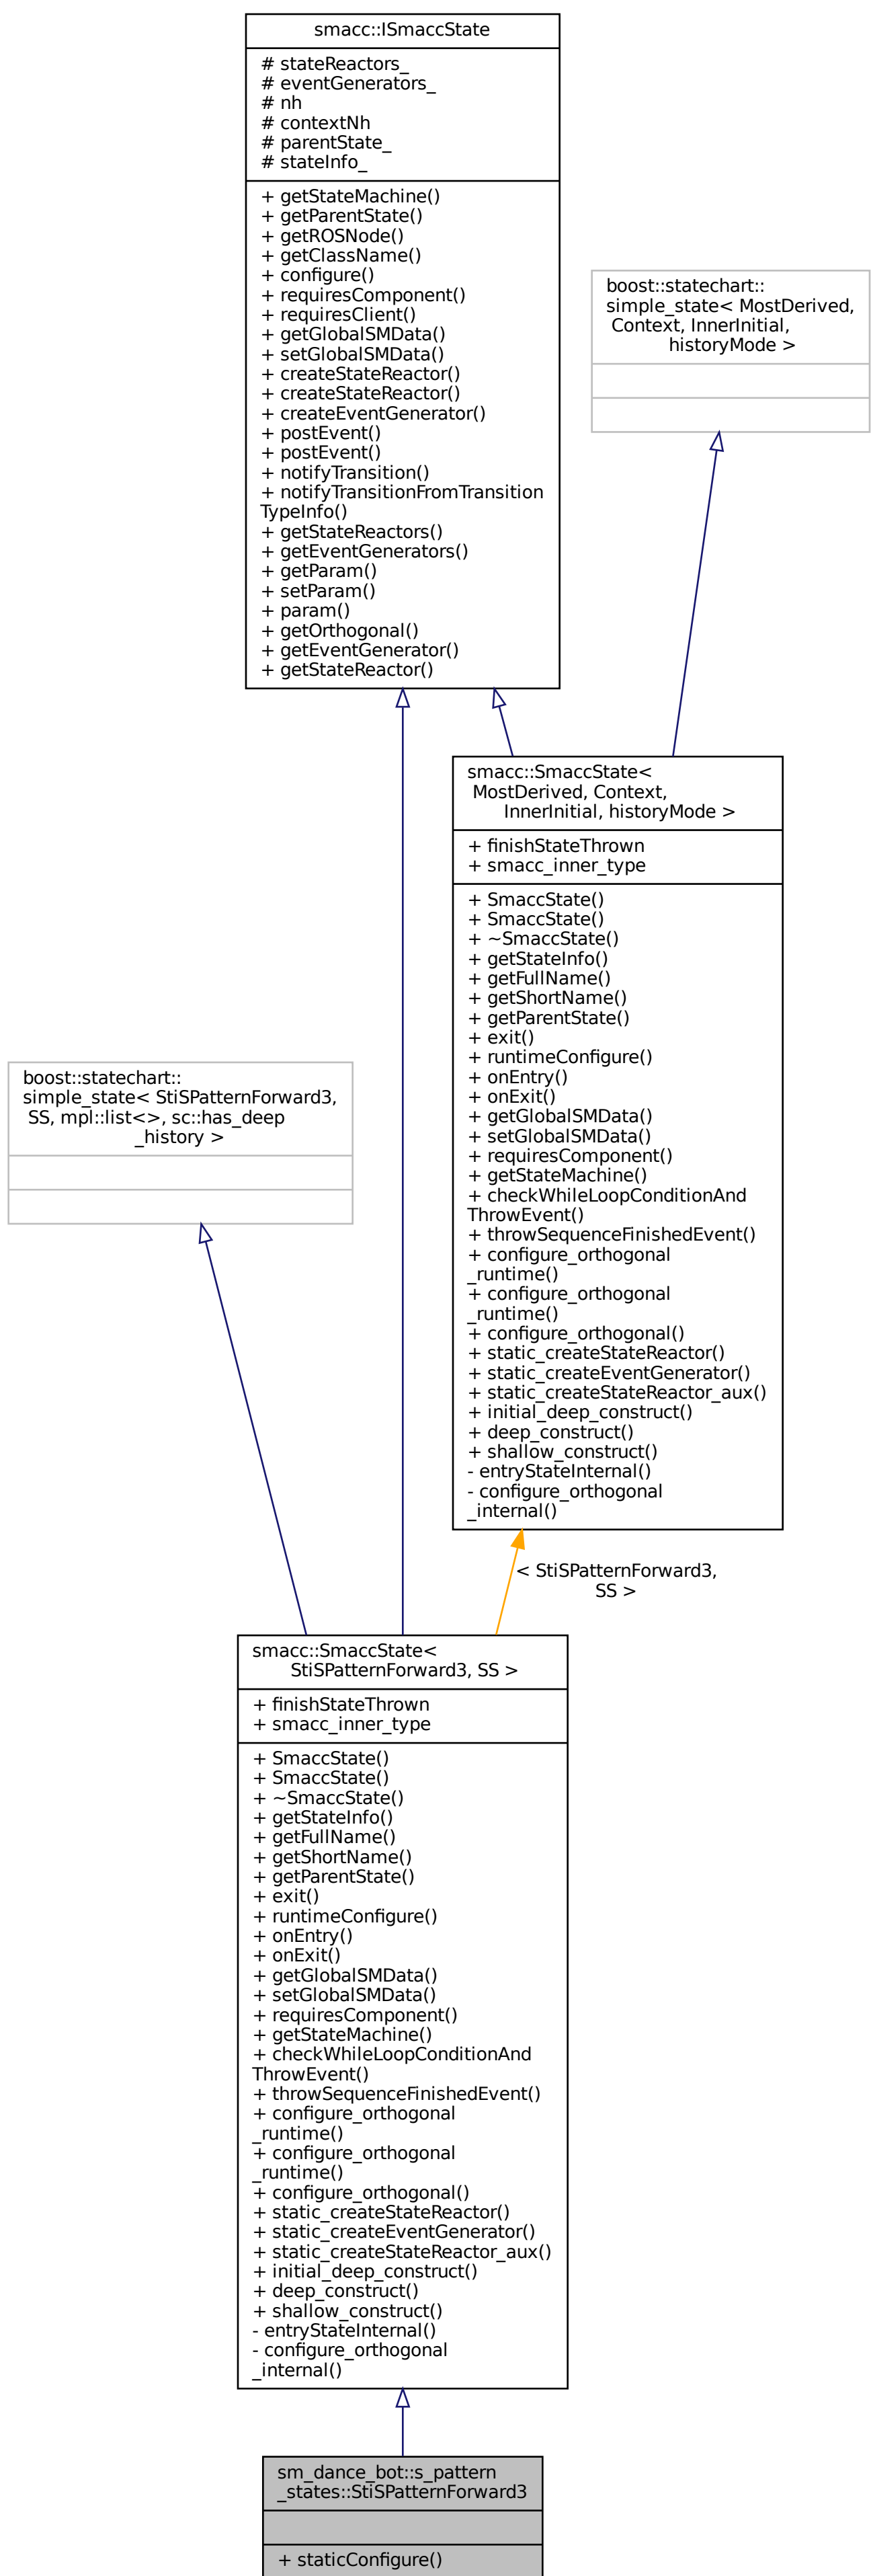 smacc::ISmaccState
# stateReactors_
# eventGenerators_
# nh
# contextNh
# parentState_
# stateInfo_
+ getStateMachine()
+ getParentState()
+ getROSNode()
+ getClassName()
+ configure()
+ requiresComponent()
+ requiresClient()
+ getGlobalSMData()
+ setGlobalSMData()
+ createStateReactor()
+ createStateReactor()
+ createEventGenerator()
+ postEvent()
+ postEvent()
+ notifyTransition()
+ notifyTransitionFromTransition
TypeInfo()
+ getStateReactors()
+ getEventGenerators()
+ getParam()
+ setParam()
+ param()
+ getOrthogonal()
+ getEventGenerator()
+ getStateReactor()
boost::statechart::
simple_state< MostDerived,
Context, InnerInitial,
historyMode >
smacc::SmaccState<
MostDerived, Context,
InnerInitial, historyMode >
+ finishStateThrown
+ smacc_inner_type
+ SmaccState()
+ SmaccState()
+ ~SmaccState()
+ getStateInfo()
+ getFullName()
+ getShortName()
+ getParentState()
+ exit()
+ runtimeConfigure()
+ onEntry()
+ onExit()
+ getGlobalSMData()
+ setGlobalSMData()
+ requiresComponent()
+ getStateMachine()
+ checkWhileLoopConditionAnd
ThrowEvent()
+ throwSequenceFinishedEvent()
+ configure_orthogonal
_runtime()
+ configure_orthogonal
_runtime()
+ configure_orthogonal()
+ static_createStateReactor()
+ static_createEventGenerator()
+ static_createStateReactor_aux()
+ initial_deep_construct()
+ deep_construct()
+ shallow_construct()
- entryStateInternal()
- configure_orthogonal
_internal()
boost::statechart::
simple_state< StiSPatternForward3,
SS, mpl::list<>, sc::has_deep
_history >
< StiSPatternForward3,
SS >
smacc::SmaccState<
StiSPatternForward3, SS >
+ finishStateThrown
+ smacc_inner_type
+ SmaccState()
+ SmaccState()
+ ~SmaccState()
+ getStateInfo()
+ getFullName()
+ getShortName()
+ getParentState()
+ exit()
+ runtimeConfigure()
+ onEntry()
+ onExit()
+ getGlobalSMData()
+ setGlobalSMData()
+ requiresComponent()
+ getStateMachine()
+ checkWhileLoopConditionAnd
ThrowEvent()
+ throwSequenceFinishedEvent()
+ configure_orthogonal
_runtime()
+ configure_orthogonal
_runtime()
+ configure_orthogonal()
+ static_createStateReactor()
+ static_createEventGenerator()
+ static_createStateReactor_aux()
+ initial_deep_construct()
+ deep_construct()
+ shallow_construct()
- entryStateInternal()
- configure_orthogonal
_internal()
sm_dance_bot::s_pattern
_states::StiSPatternForward3
+ staticConfigure()